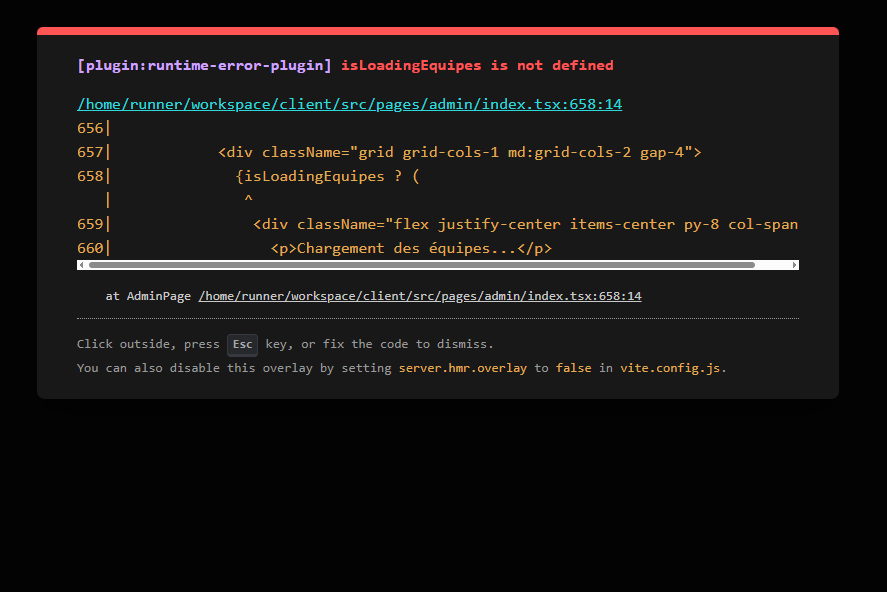 [plugin:runtime-error-plugin] isLoadingEquipes is not defined
/home/runner/workspace/client/src/pages/admin/index.tsx:658:14
656|
657|            <div className="grid grid-cols-1 md:grid-cols-2 gap-4">
658|              {isLoadingEquipes ? (
   |               ^
659|                <div className="flex justify-center items-center py-8 col-span
660|                  <p>Chargement des équipes...</p>
at AdminPage /home/runner/workspace/client/src/pages/admin/index.tsx:658:14
Click outside, press Esc key, or fix the code to dismiss.
You can also disable this overlay by setting server.hmr.overlay to false in vite.config.js.